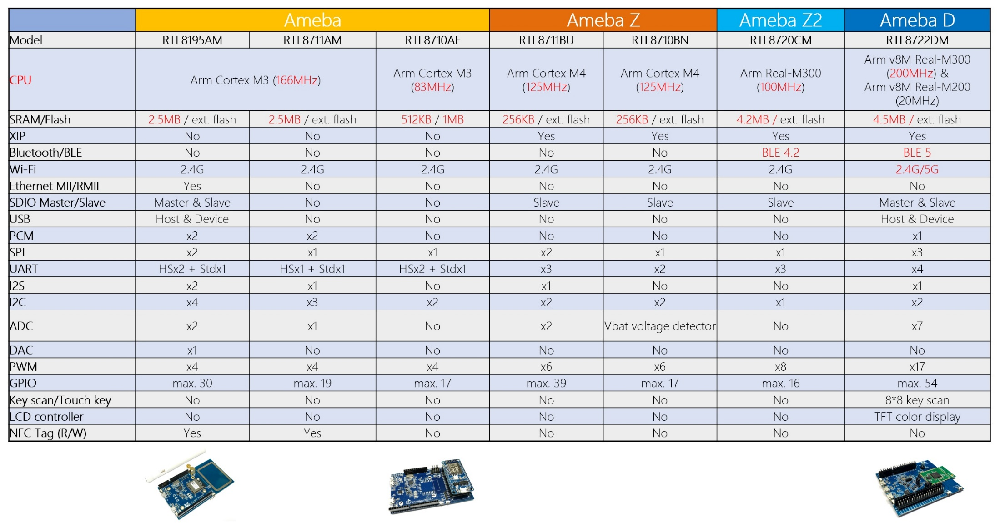 Ameba Ameba Z Ameba Z2 Ameba D
Model RTL8195AM RTL8711AM RTL8710AF RTL8711BU RTL8710BN RTL8720CM RTL8722DM
CPU Arm Cortex M3 (166MHz) Arm Cortex M3 (83MHz) Arm Cortex M4 (125MHz) Arm Cortex M4 (125MHz) Arm Real-M300 (100MHz) Arm v8M Real-M300 (200MHz) & Arm v8M Real-M200 (20MHz)
SRAM/Flash 2.5MB / ext. flash 2.5MB / ext. flash 512KB / 1MB 256KB / ext. flash 256KB / ext. flash 4.2MB / ext. flash 4.5MB / ext. flash
XIP No No No Yes Yes Yes Yes
Bluetooth/BLE No No No No No BLE 4.2 BLE 5
Wi-Fi 2.4G 2.4G 2.4G 2.4G 2.4G 2.4G 2.4G/5G
Ethernet MII/RMII Yes No No No No No No
SDIO Master/Slave Master & Slave No No Slave Slave Slave Master & Slave
USB Host & Device No No No No No Host & Device
PCM x2 x2 No No No No x1
SPI x2 x1 x1 x2 x1 x1 x3
UART HSx2 + Stdx1 HSx1 + Stdx1 HSx2 + Stdx1 x3 x2 x3 x4
I2S x2 x1 No x1 No No x1
I2C x4 x3 x2 x2 x2 x1 x2
ADC x2 x1 No x2 Vbat voltage detector No x7
DAC x1 No No No No No No
PWM x4 x4 x4 x6 x6 x8 x17
GPIO max. 30 max. 19 max. 17 max. 39 max. 17 max. 16 max. 54
Key scan/Touch key No No No No No No 8*8 key scan
LCD controller No No No No No No TFT color display
NFC Tag (R/W) Yes Yes No No No No No